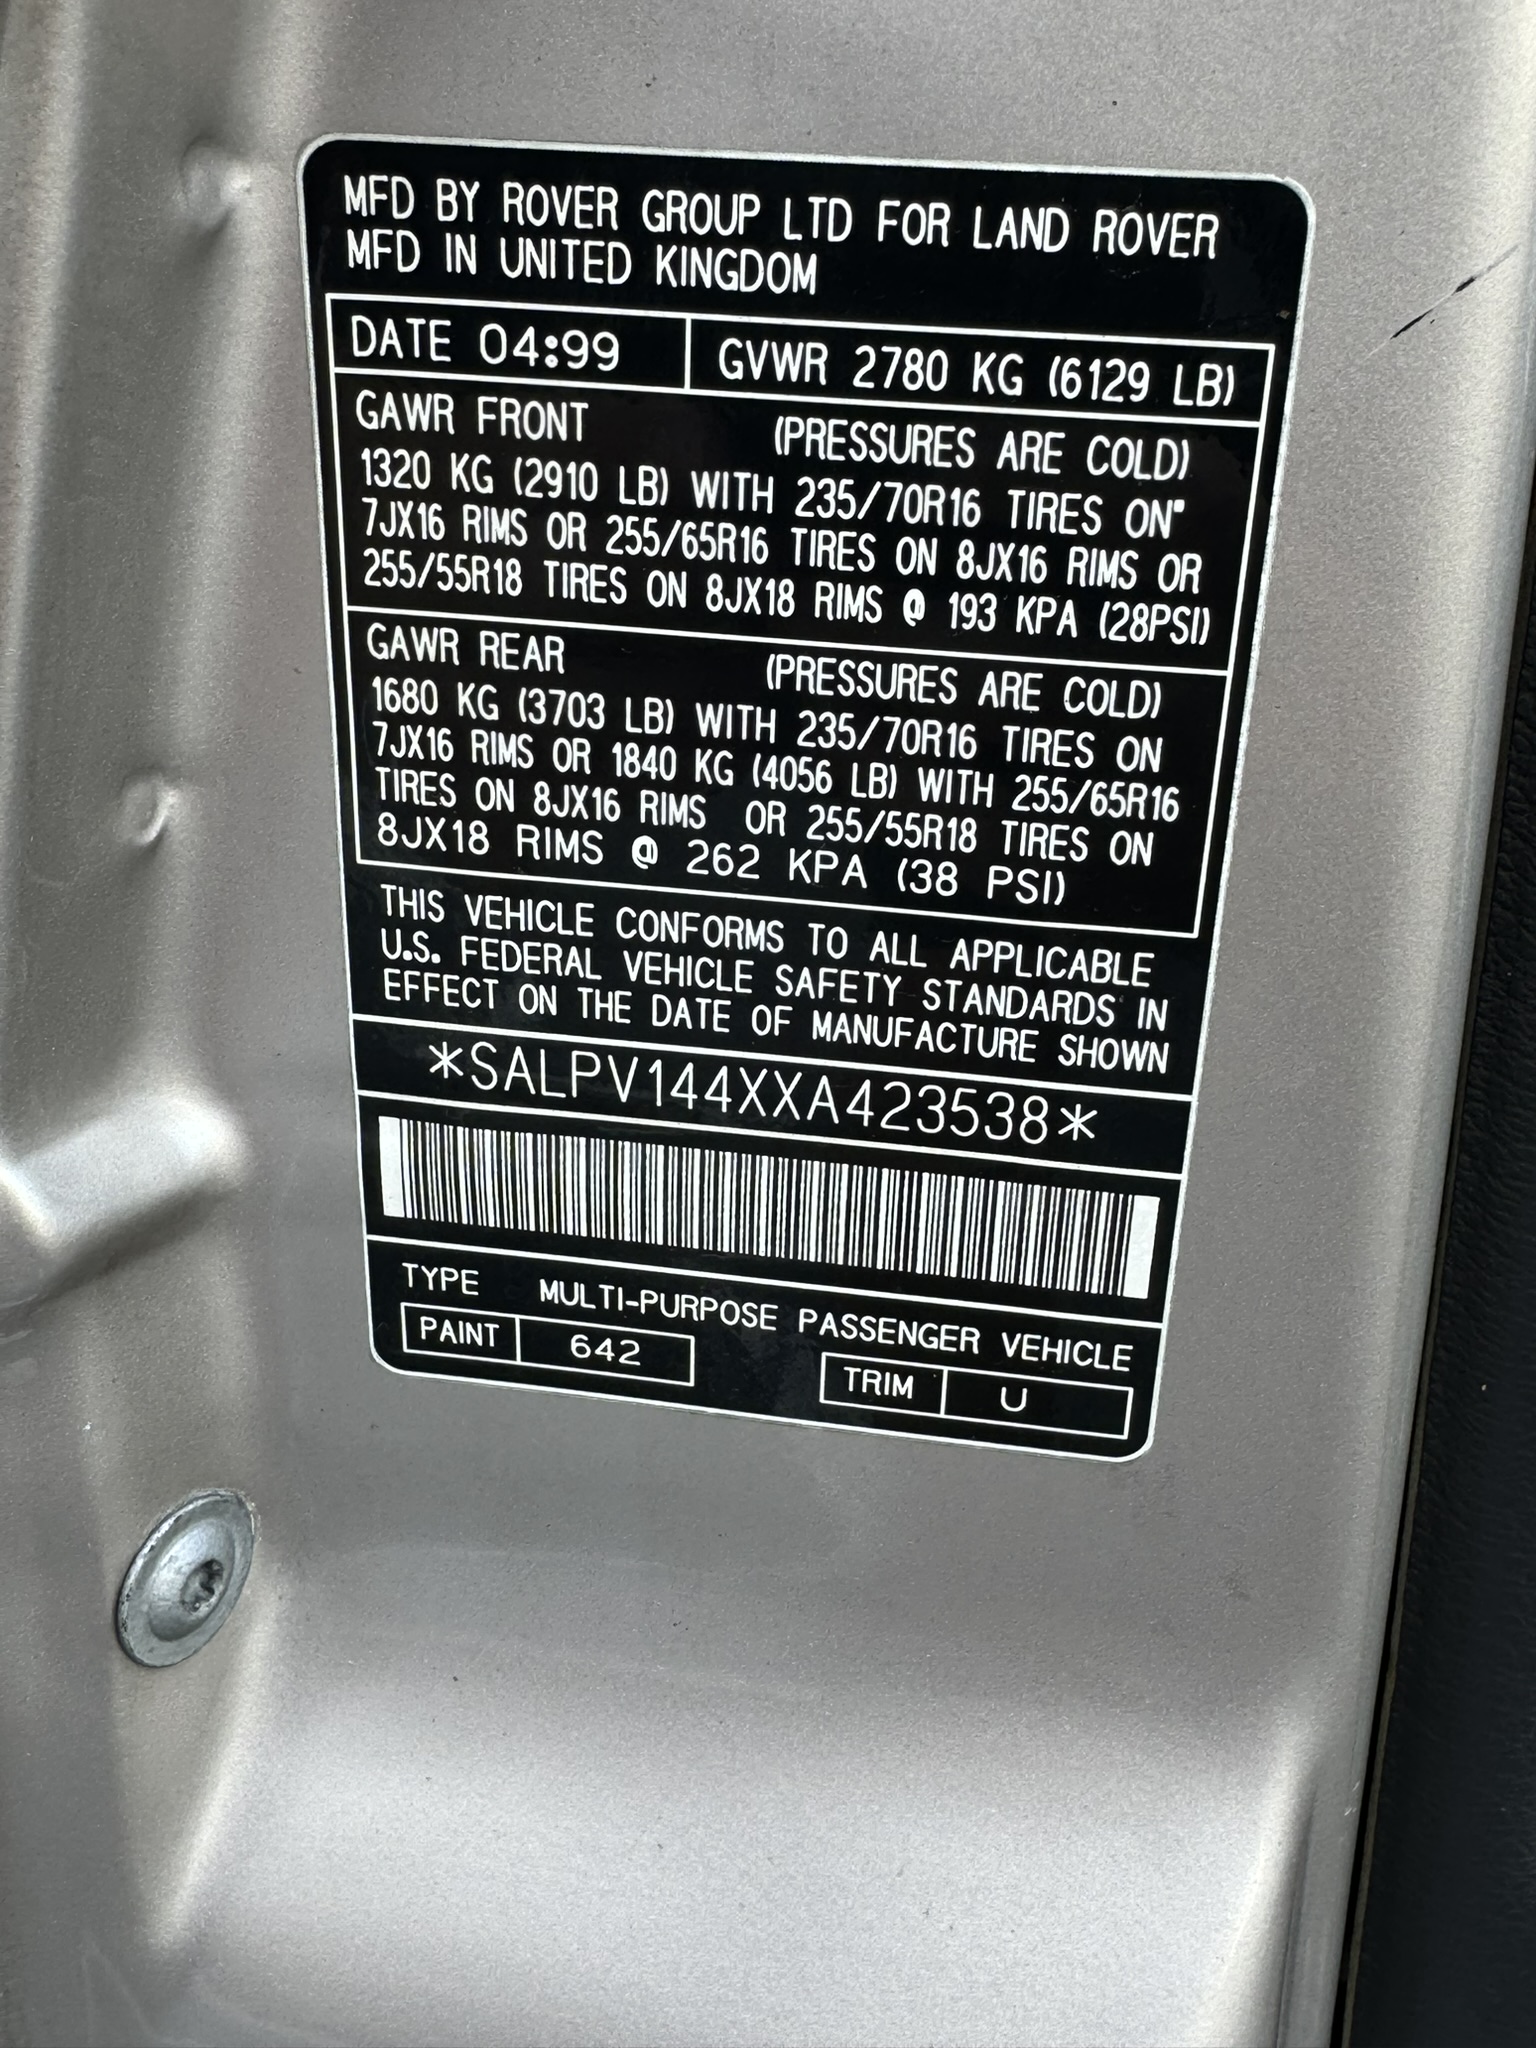 MFD BY ROVER GROUP LTD FOR LAND ROVER
MFD IN UNITED KINGDOM
DATE 04:99 GVWR 2780 KG (6129 LB)
GAWR FRONT (PRESSURES ARE COLD)
1320 KG (2910 LB) WITH 235/70R16 TIRES ON"
7JX16 RIMS OR 255/65R16 TIRES ON 8JX16 RIMS OR
255/55R18 TIRES ON 8JX18 RIMS @ 193 KPA (28PSI)
GAWR REAR (PRESSURES ARE COLD)
1680 KG (3703 LB) WITH 235/70R16 TIRES ON
7JX16 RIMS OR 1840 KG (4056 LB) WITH 255/65R16
TIRES ON 8JX16 RIMS OR 255/55R18 TIRES ON
8JX18 RIMS @ 262 KPA (38 PSI)
THIS VEHICLE CONFORMS TO ALL APPLICABLE
U.S. FEDERAL VEHICLE SAFETY STANDARDS IN
EFFECT ON THE DATE OF MANUFACTURE SHOWN
*SALPV144XXA423538*
TYPE MULTI-PURPOSE PASSENGER VEHICLE
PAINT 642 TRIM U